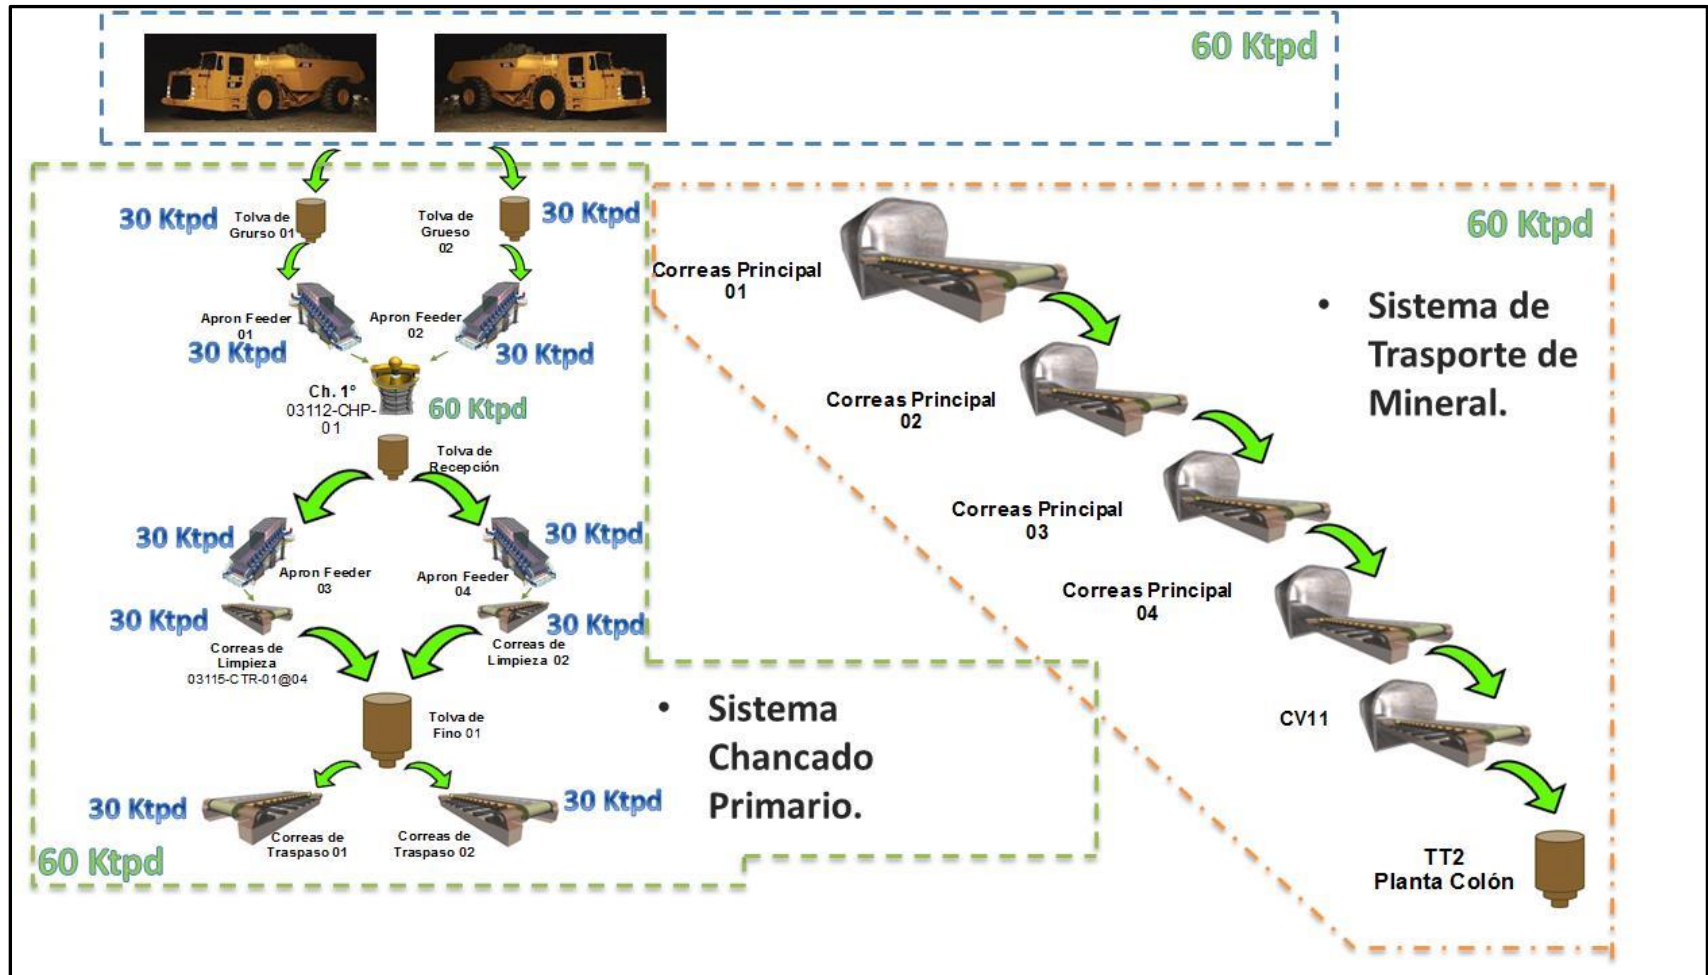 60 Ktpd
30 Ktpd
Tolva de
Grurso 01
Tolva de
Grueso
02
30 Ktpd
Apron Feeder
01
30 Ktpd
Apron Feeder
02
30 Ktpd
Ch. 1°
03112-CHP-
01
60 Ktpd
Tolva de
Recepción
30 Ktpd
30 Ktpd
Apron Feeder
03
Apron Feeder
04
30 Ktpd
30 Ktpd
Correas de
Limpieza
03115-CTR-01@04
Correas de
Limpieza 02
Tolva de
Fino 01
30 Ktpd
30 Ktpd
Correas de
Traspaso 01
Correas de
Traspaso 02
60 Ktpd
• Sistema
Chancado
Primario.
60 Ktpd
Correas Principal
01
• Sistema de
Trasporte de
Mineral.
Correas Principal
02
Correas Principal
03
Correas Principal
04
CV11
TT2
Planta Colón